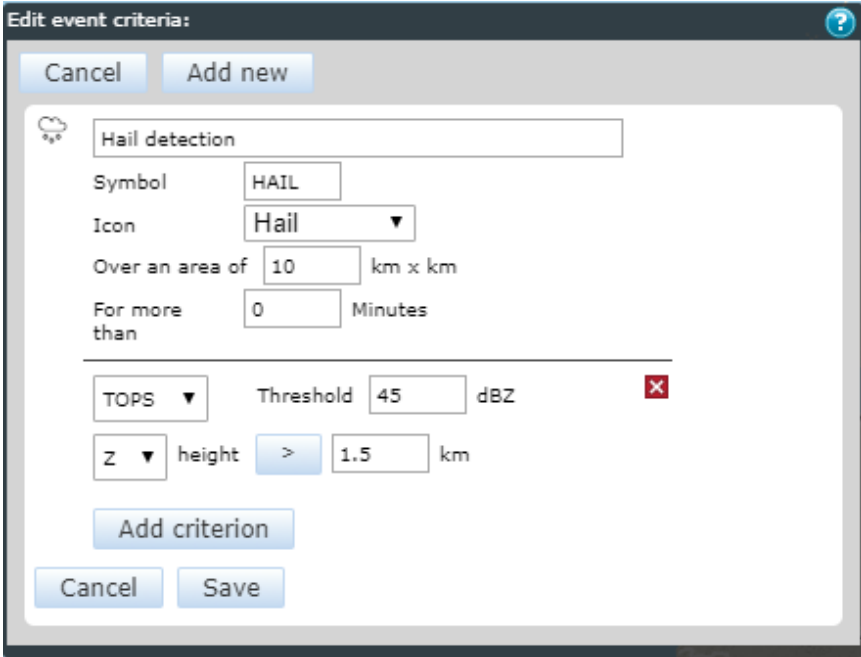 Edit event criteria: ?
Cancel Add new
Hail detection
Symbol HAIL
Icon Hail ▼
Over an area of 10 km x km
For more than 0 Minutes
TOPS ▼ Threshold 45 dBZ
Z ▼ height > 1.5 km
Add criterion
Cancel Save